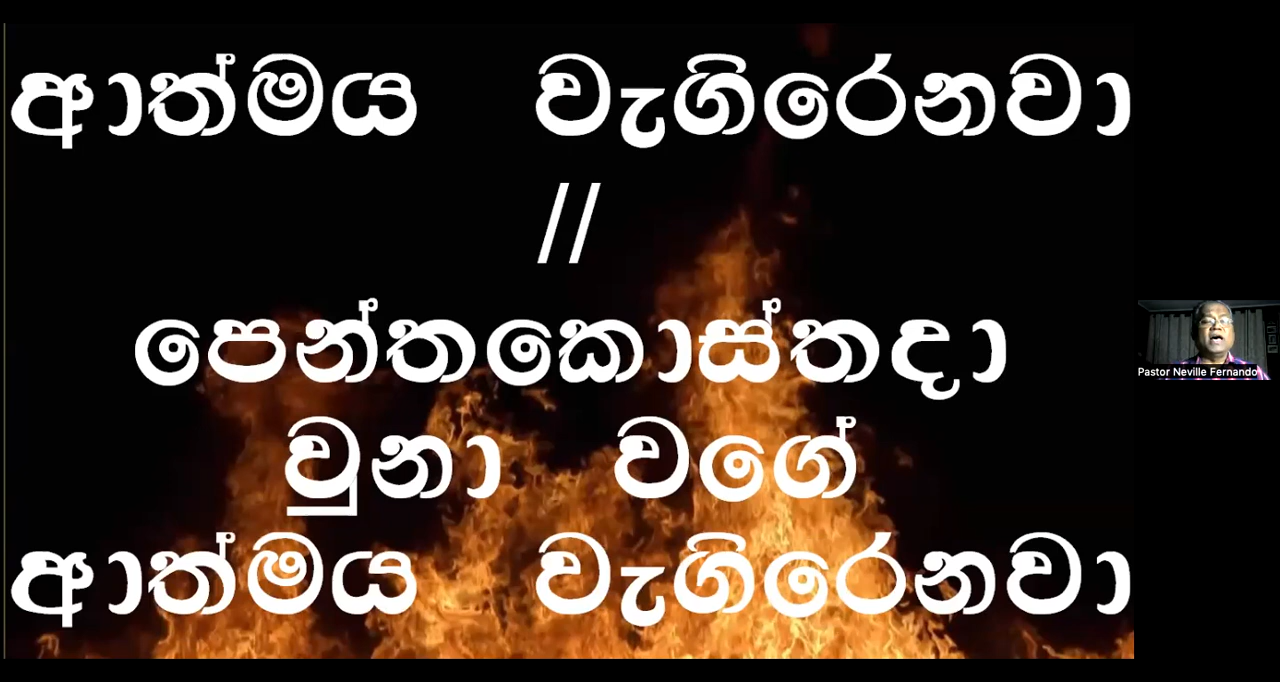 ආත්මය වැගිරෙනවා
//
පෙන්තකොස්තදා
වුනා වගේ
ආත්මය වැගිරෙනවා
Pastor Neville Fernando